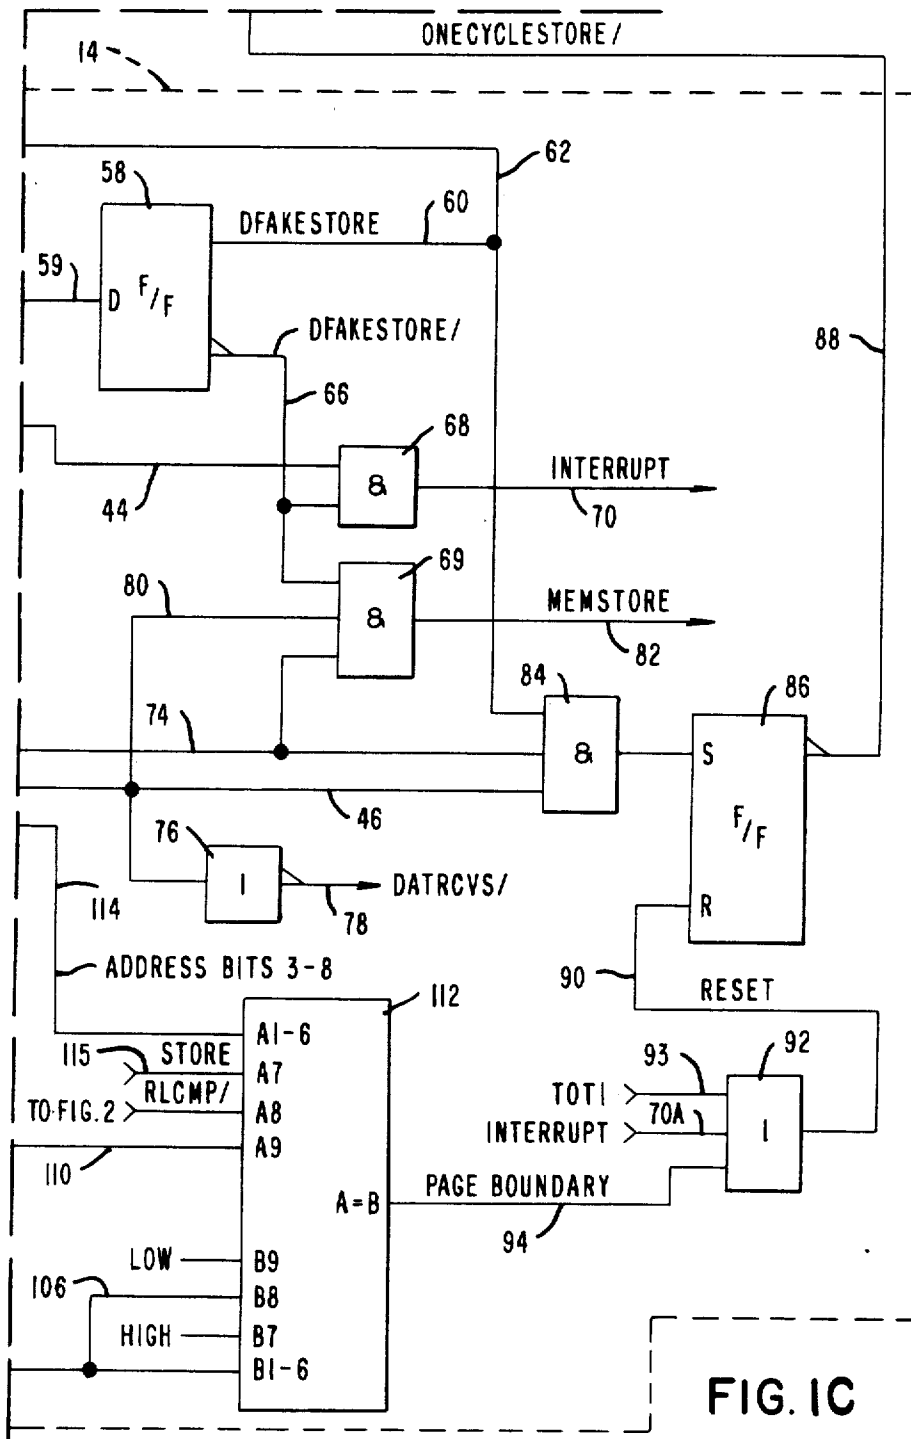 ONECYCLESTORE/
14
62
58
DFAKESTORE
60
59
D F/F
DFAKESTORE/
88
66
68
44
&
INTERRUPT
70
80
69
&
MEMSTORE
82
84
86
74
&
S
F/F
46
76
1
DATRCVS/
78
R
114
ADDRESS BITS 3-8
90
RESET
112
A1-6
115
STORE
A7
93
92
RLCMP/
TO FIG. 2
A8
TOT1
70A
INTERRUPT
1
A9
110
A=B
PAGE BOUNDARY
94
LOW
B9
106
B8
HIGH
B7
B1-6
FIG. 1C